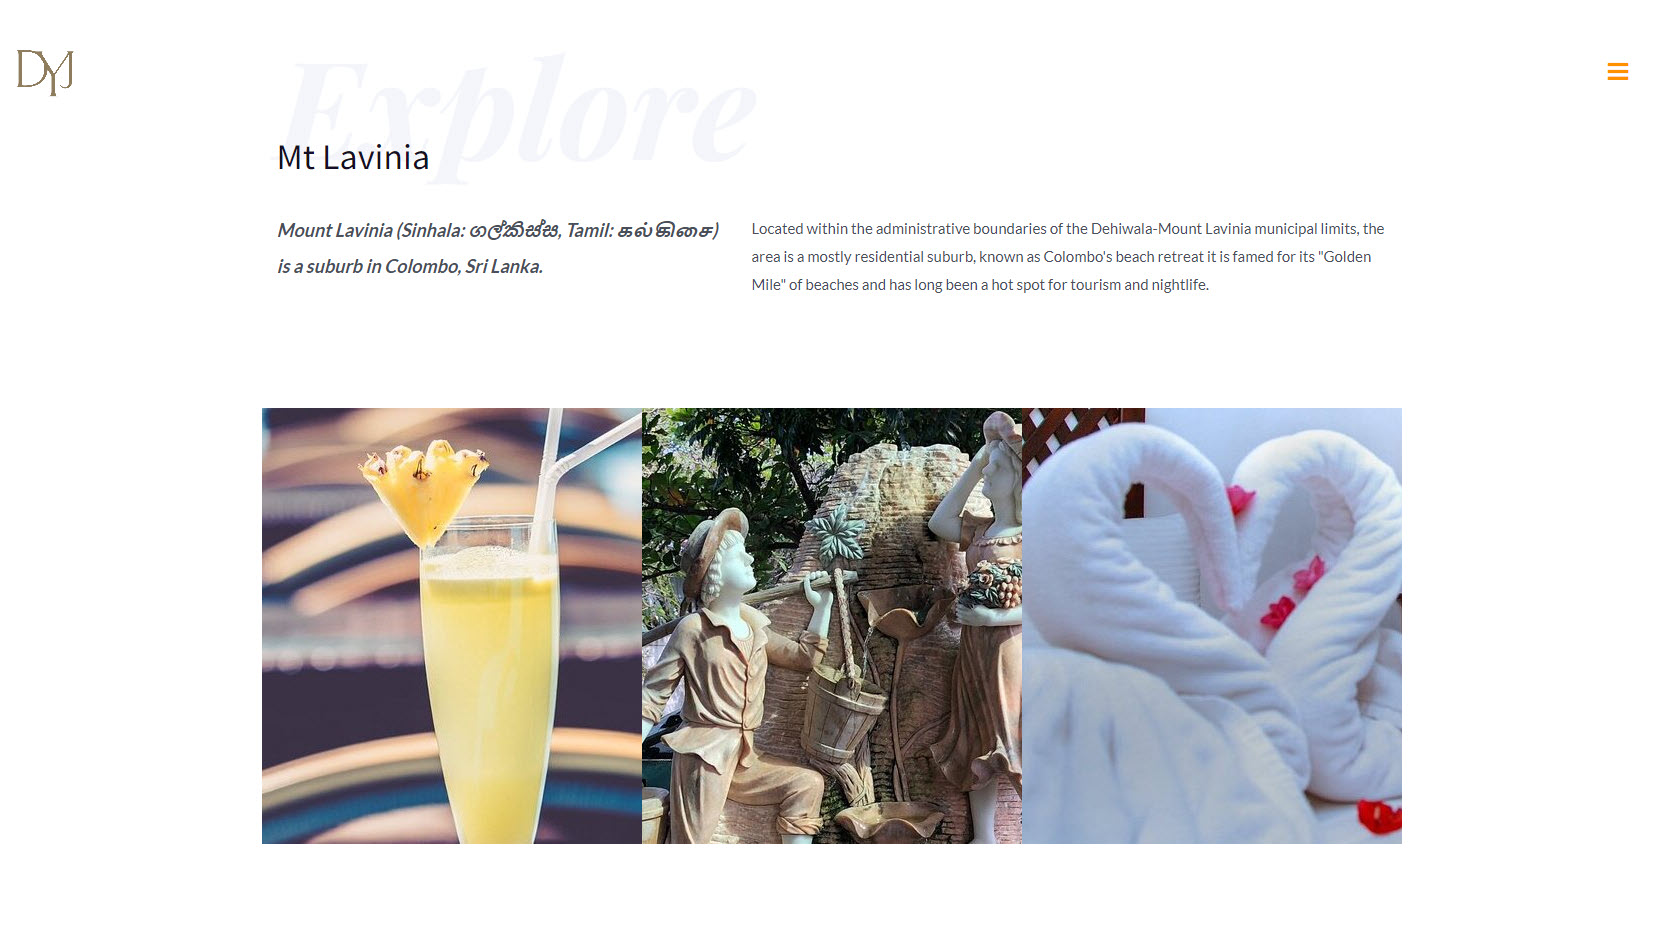 DYJ
Explore
Mt Lavinia
Mount Lavinia (Sinhala: ගල්කිස්ස, Tamil: கல்கிசை)
is a suburb in Colombo, Sri Lanka.
Located within the administrative boundaries of the Dehiwala-Mount Lavinia municipal limits, the
area is a mostly residential suburb, known as Colombo's beach retreat it is famed for its "Golden
Mile" of beaches and has long been a hot spot for tourism and nightlife.